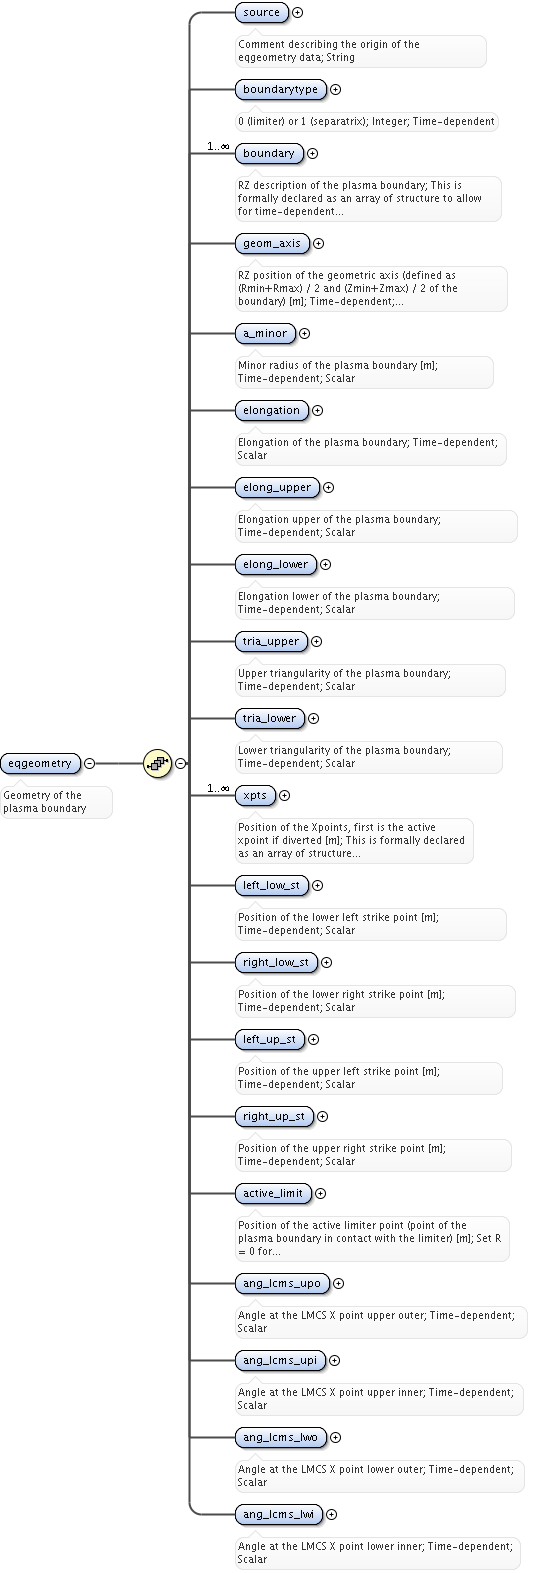 source
Comment describing the origin of the
eqgeometry data; String
boundarytype
0 (limiter) or 1 (separatrix); Integer; Time-dependent
1..∞
boundary
RZ description of the plasma boundary; This is
formally declared as an array of structure to allow
for time-dependent...
geom_axis
RZ position of the geometric axis (defined as
(Rmin+Rmax) / 2 and (Zmin+Zmax) / 2 of the
boundary) [m]; Time-dependent;...
a_minor
Minor radius of the plasma boundary [m];
Time-dependent; Scalar
elongation
Elongation of the plasma boundary; Time-dependent;
Scalar
elong_upper
Elongation upper of the plasma boundary;
Time-dependent; Scalar
elong_lower
Elongation lower of the plasma boundary;
Time-dependent; Scalar
tria_upper
Upper triangularity of the plasma boundary;
Time-dependent; Scalar
tria_lower
Lower triangularity of the plasma boundary;
Time-dependent; Scalar
eqgeometry
Geometry of the
plasma boundary
1..∞
xpts
Position of the Xpoints, first is the active
xpoint if diverted [m]; This is formally declared
as an array of structure...
left_low_st
Position of the lower left strike point [m];
Time-dependent; Scalar
right_low_st
Position of the lower right strike point [m];
Time-dependent; Scalar
left_up_st
Position of the upper left strike point [m];
Time-dependent; Scalar
right_up_st
Position of the upper right strike point [m];
Time-dependent; Scalar
active_limit
Position of the active limiter point (point of the
plasma boundary in contact with the limiter) [m]; Set R
= 0 for...
ang_lcms_upo
Angle at the LMCS X point upper outer; Time-dependent;
Scalar
ang_lcms_upi
Angle at the LMCS X point upper inner; Time-dependent;
Scalar
ang_lcms_lwo
Angle at the LMCS X point lower outer; Time-dependent;
Scalar
ang_lcms_lwi
Angle at the LMCS X point lower inner; Time-dependent;
Scalar